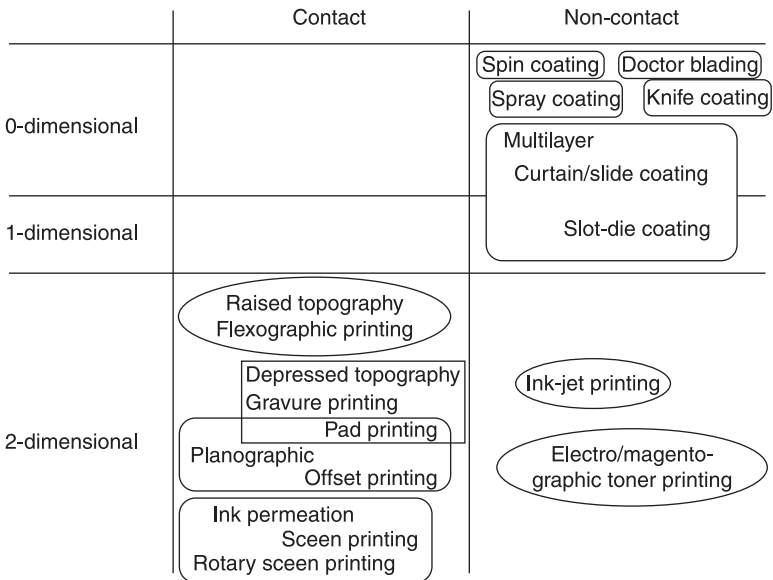 Contact
Non-contact
Spin coating
Doctor blading
Spray coating
Knife coating
0-dimensional
Multilayer
Curtain/slide coating
1-dimensional
Slot-die coating
Raised topography
Flexographic printing
Depressed topography
Gravure printing
Pad printing
Ink-jet printing
2-dimensional
Planographic
Offset printing
Electro/magento-
graphic toner printing
Ink permeation
Sceen printing
Rotary sceen printing